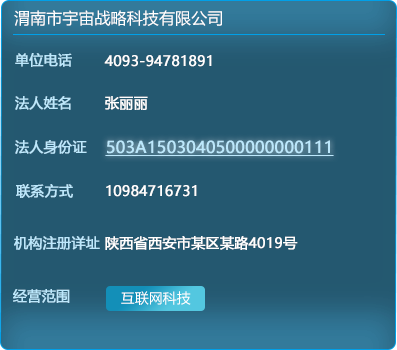 渭南市宇宙战略科技有限公司
单位电话 4093-94781891
法人姓名 张丽丽
法人身份证 503A1503040500000000111
联系方式 10984716731
机构注册详址 陕西省西安市某区某路4019号
经营范围 互联网科技